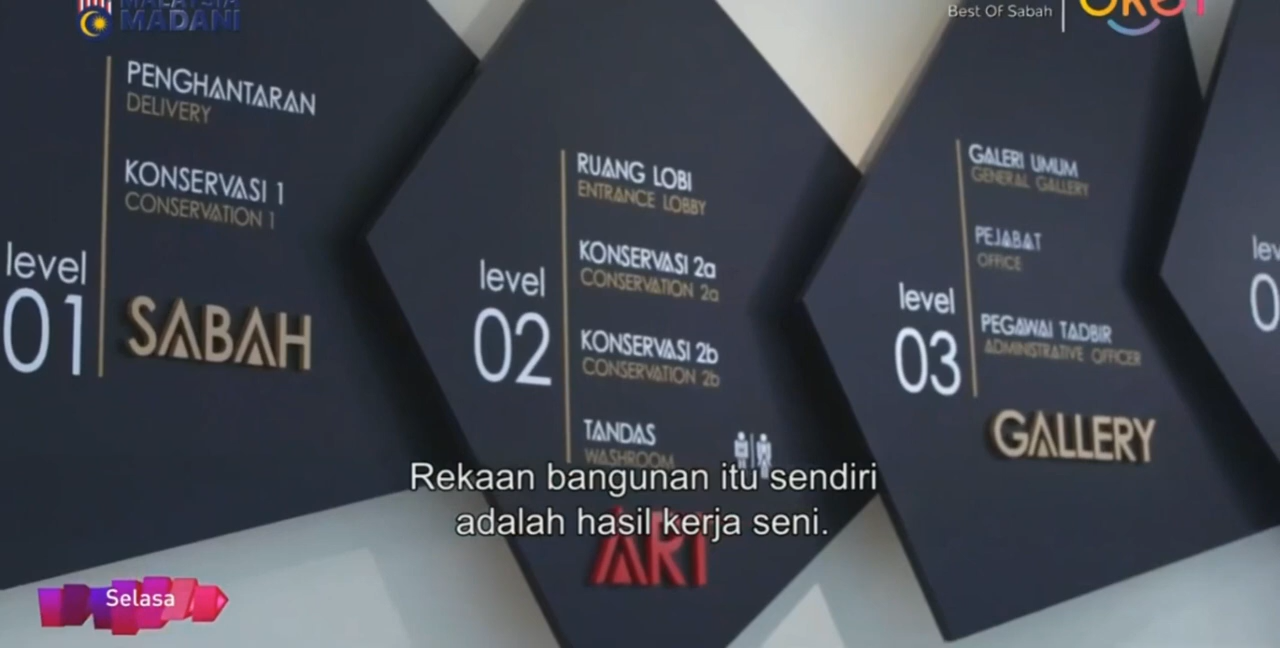 MALAYSIA
MADANI
Best Of Sabah
OKEY
PENGHANTARAN
DELIVERY
KONSERVASI 1
CONSERVATION 1
level
01
SABAH
RUANG LOBI
ENTRANCE LOBBY
KONSERVASI 2a
CONSERVATION 2a
level
02
KONSERVASI 2b
CONSERVATION 2b
TANDAS
WASHROOM
ART
GALERI UMUM
GENERAL GALLERY
PEJABAT
OFFICE
level
03
PEGAWAI TADBIR
ADMINISTRATIVE OFFICER
GALLERY
Rekaan bangunan itu sendiri
adalah hasil kerja seni.
Selasa